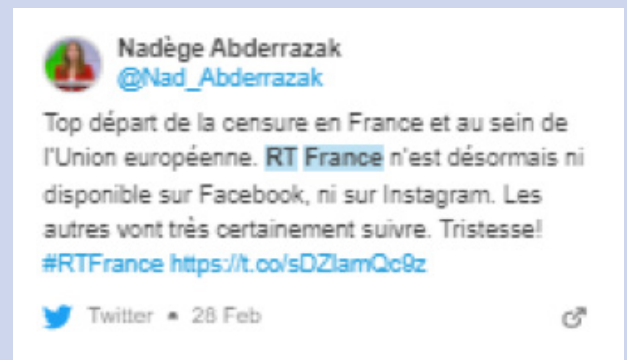 Nadège Abderrazak
@Nad_Abderrazak
Top départ de la censure en France et au sein de
l'Union européenne. RT France n'est désormais ni
disponible sur Facebook, ni sur Instagram. Les
autres vont très certainement suivre. Tristesse!
#RTFrance https://t.co/sDZlamQc9z
Twitter • 28 Feb